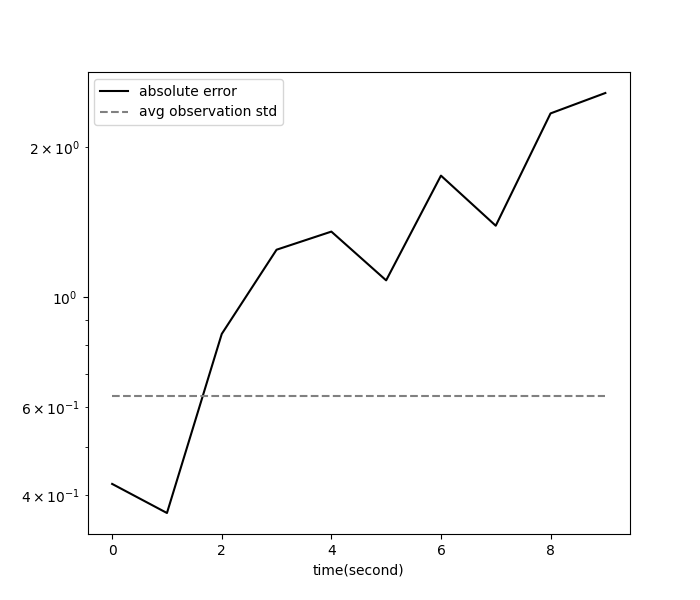 absolute error
avg observation std
2 × 10⁰
10⁰
6 × 10⁻¹
4 × 10⁻¹
0 2 4 6 8
time(second)